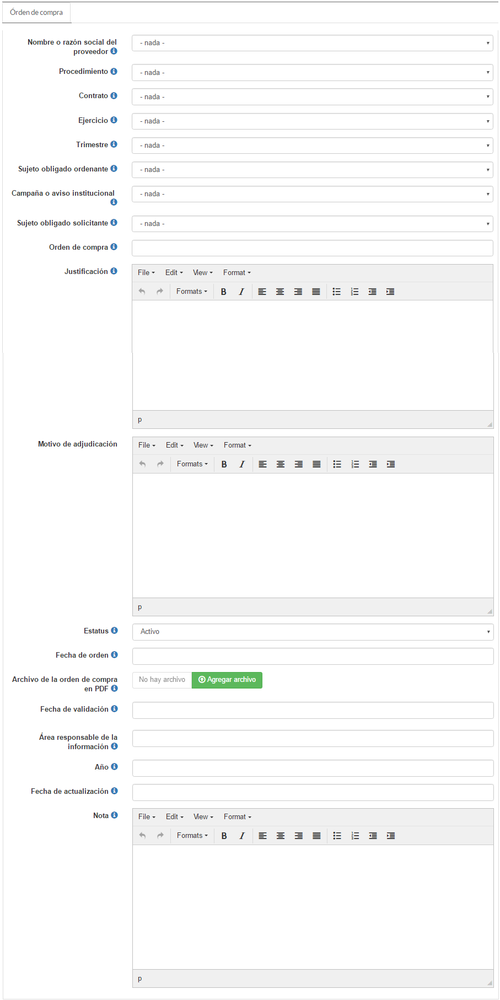 Órden de compra
Nombre o razón social del
proveedor
- nada -
Procedimiento
- nada -
Contrato
- nada -
Ejercicio
- nada -
Trimestre
- nada -
Sujeto obligado ordenante
- nada -
Campaña o aviso institucional
- nada -
Sujeto obligado solicitante
- nada -
Orden de compra
Justificación
File Edit View Format
Formats B I
p
Motivo de adjudicación
File Edit View Format
Formats B I
p
Estatus
Activo
Fecha de orden
Archivo de la orden de compra
en PDF
No hay archivo Agregar archivo
Fecha de validación
Área responsable de la
información
Año
Fecha de actualización
Nota
File Edit View Format
Formats B I
p